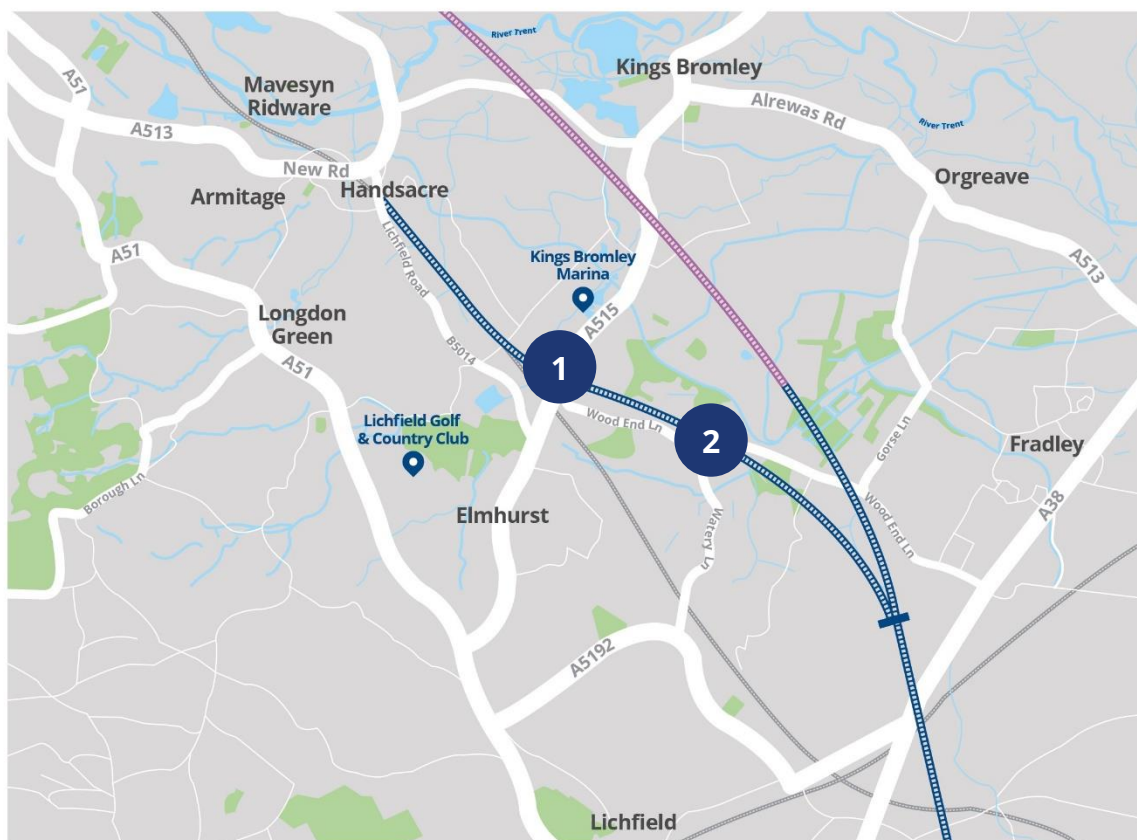 River Trent
Kings Bromley
A51
Mavesyn
Ridware
Alrewas Rd
A513
River Trent
New Rd
Handsacre
Orgreave
Armitage
Lichfield Road
A51
Kings Bromley
Marina
A513
Longdon
Green
A515
B5014
A51
1
Lichfield Golf
& Country Club
Wood End Ln
2
Gorse Ln
Fradley
Borough Ln
Elmhurst
Watery Ln
Wood End Ln
A38
A5192
Lichfield